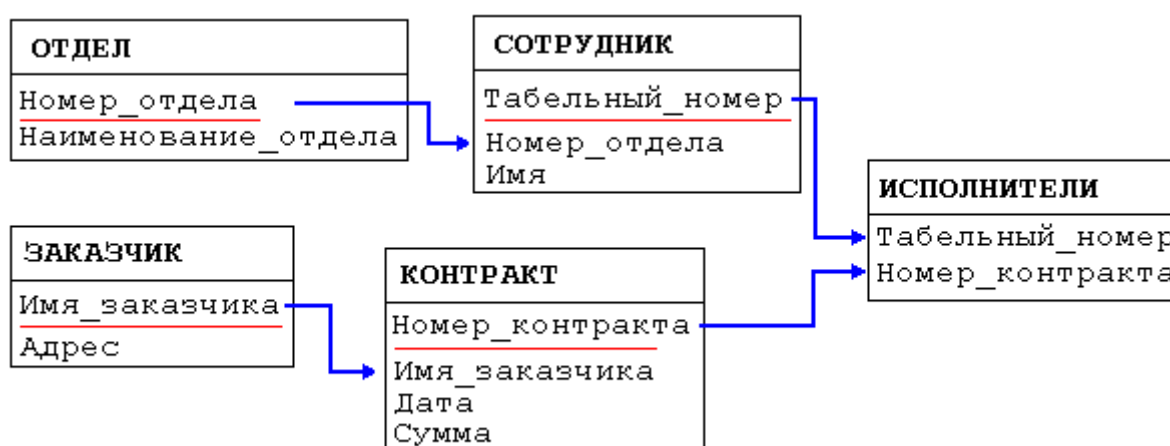 ОТДЕЛ
Номер_отдела
Наименование_отдела
СОТРУДНИК
Табельный_номер
Номер_отдела
Имя
ИСПОЛНИТЕЛИ
Табельный_номер
Номер_контракта
ЗАКАЗЧИК
Имя_заказчика
Адрес
КОНТРАКТ
Номер_контракта
Имя_заказчика
Дата
Сумма